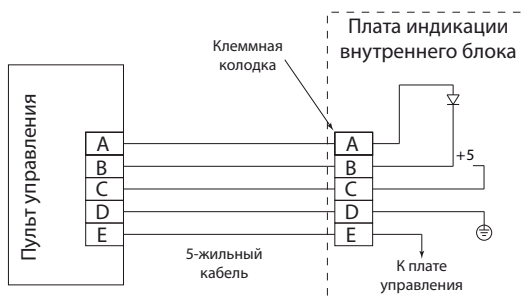 Плата индикации
внутреннего блока
Клеммная
колодка
Пульт управления
A
B
C
D
E
A
B
C
D
E
+5
5-жильный
кабель
К плате
управления